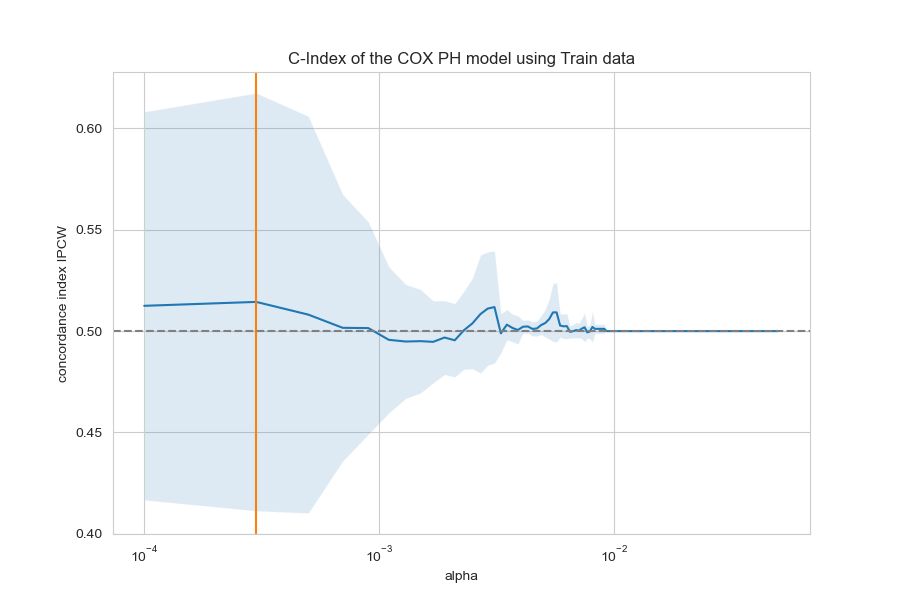 C-Index of the COX PH model using Train data
concordance index IPCW
0.60
0.55
0.50
0.45
0.40
10⁻⁴ 10⁻³ 10⁻²
alpha